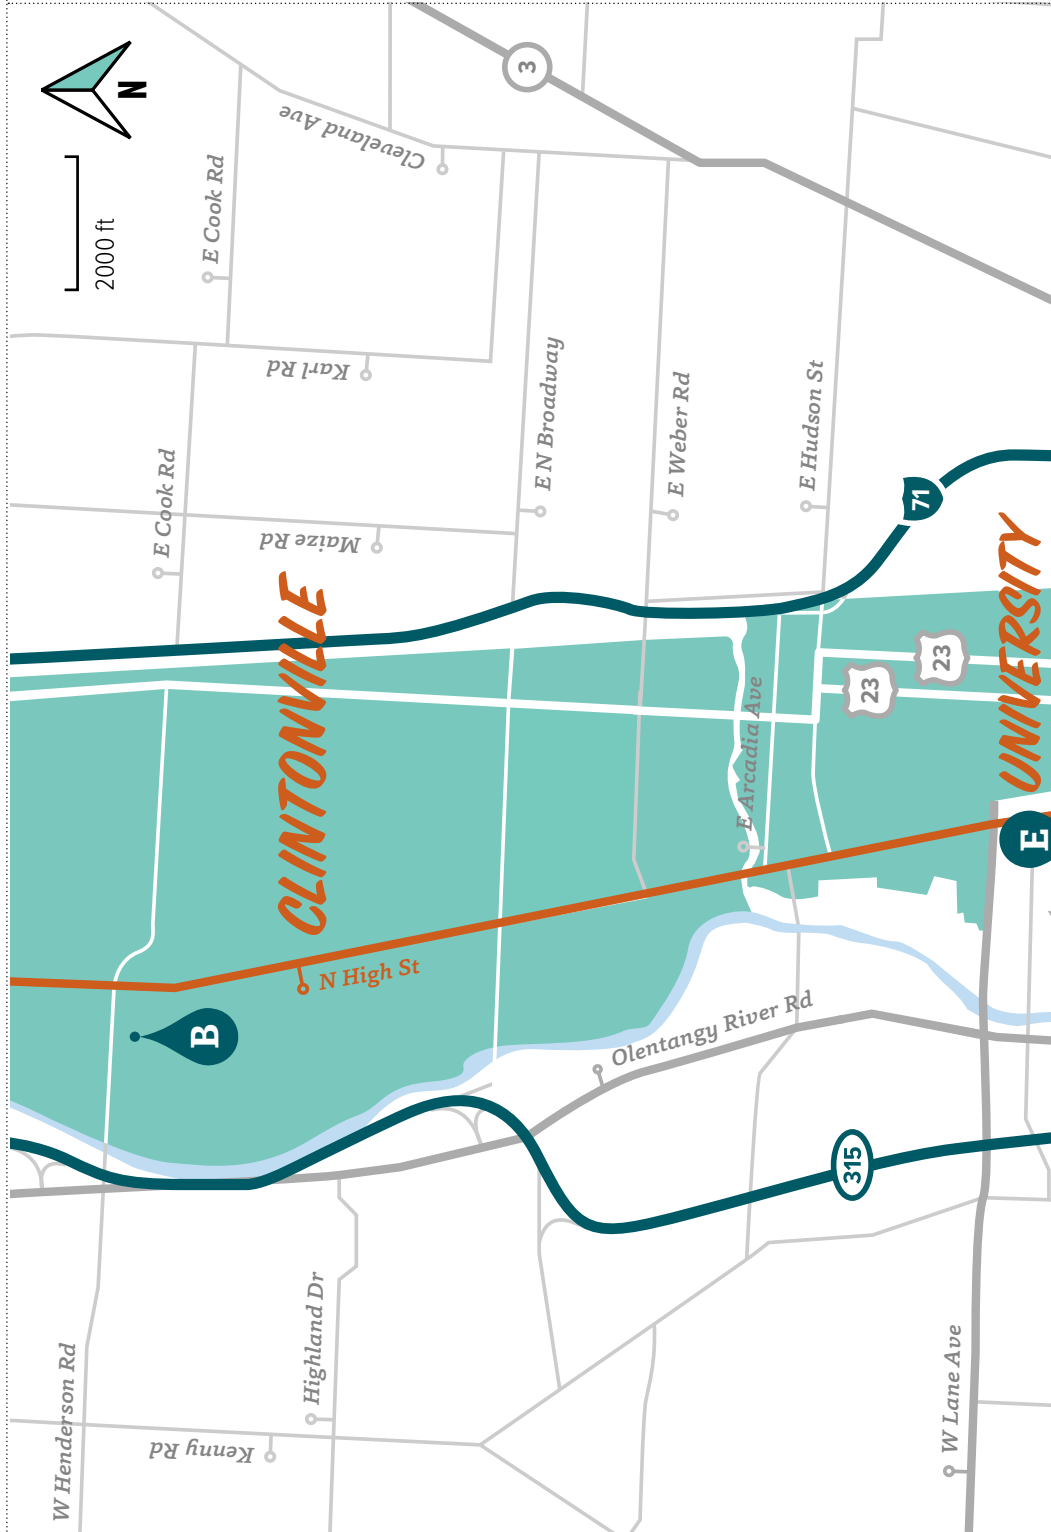 N
2000 ft
3
Cleveland Ave
E Cook Rd
Karl Rd
E Cook Rd
Maize Rd
E N Broadway
E Weber Rd
E Hudson St
71
CLINTONVILLE
UNIVERSITY
23
23
E Arcadia Ave
E
N High St
B
Olentangy River Rd
315
Highland Dr
W Henderson Rd
Kenny Rd
W Lane Ave